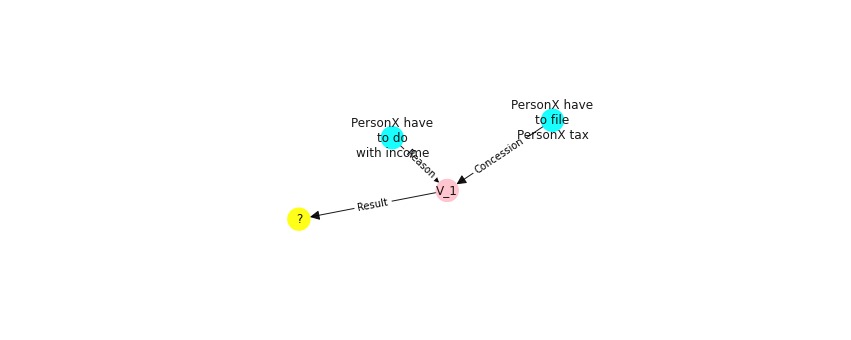 PersonX have
to file
PersonX tax
PersonX have
to do
with income
Reason
Concession
V_1
Result
?